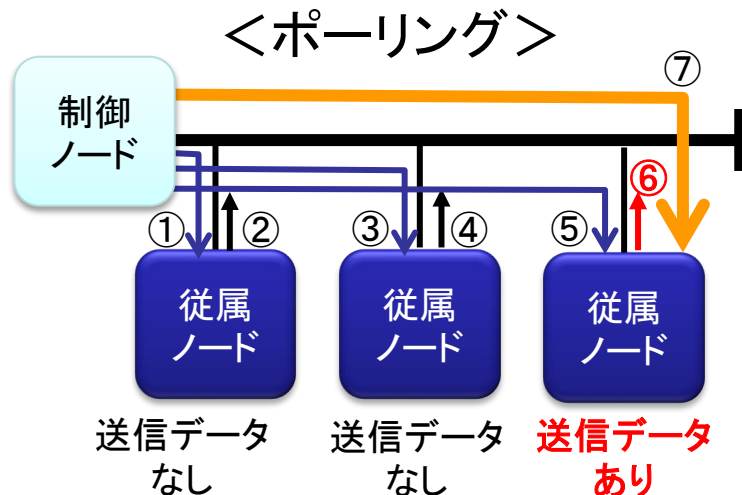 ＜ポーリング＞
⑦
制御
ノード
⑥
① ② ③ ④ ⑤
従属
ノード
従属
ノード
従属
ノード
送信データ
なし
送信データ
なし
送信データ
あり